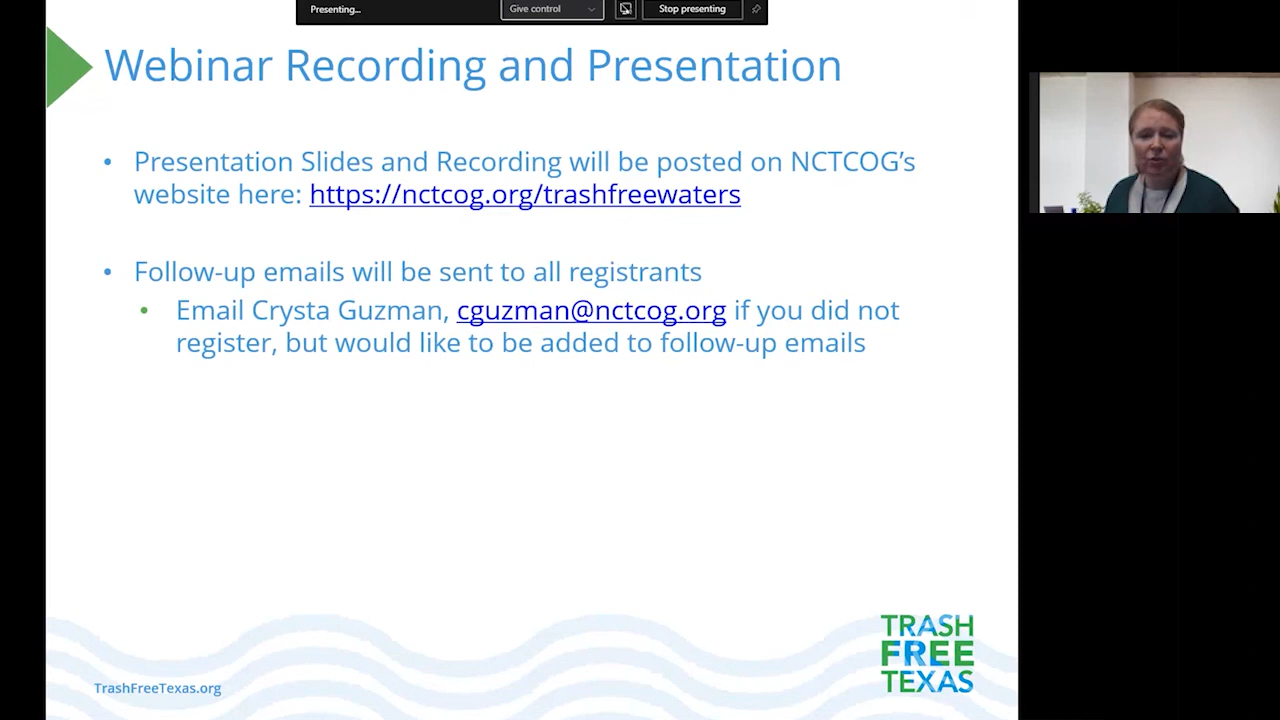 Presenting...
Give control
Stop presenting
Webinar Recording and Presentation
• Presentation Slides and Recording will be posted on NCTCOG’s
website here: https://nctcog.org/trashfreewaters
• Follow-up emails will be sent to all registrants
• Email Crysta Guzman, cguzman@nctcog.org if you did not
register, but would like to be added to follow-up emails
TRASH
FREE
TEXAS
TrashFreeTexas.org